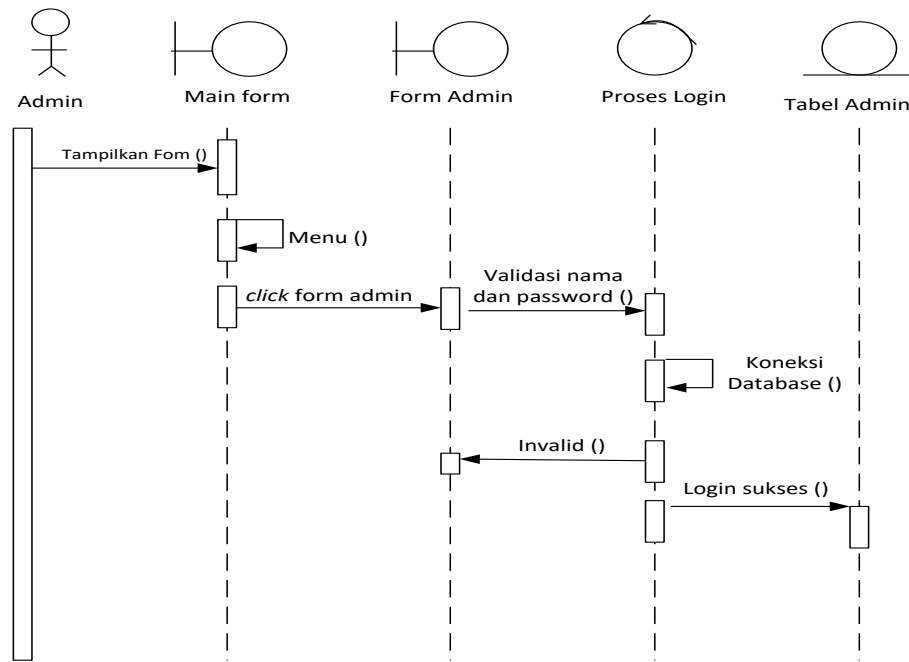 Admin
Main form
Form Admin
Proses Login
Tabel Admin
Tampilkan Fom ()
Menu ()
click form admin
Validasi nama
dan password ()
Koneksi
Database ()
Invalid ()
Login sukses ()